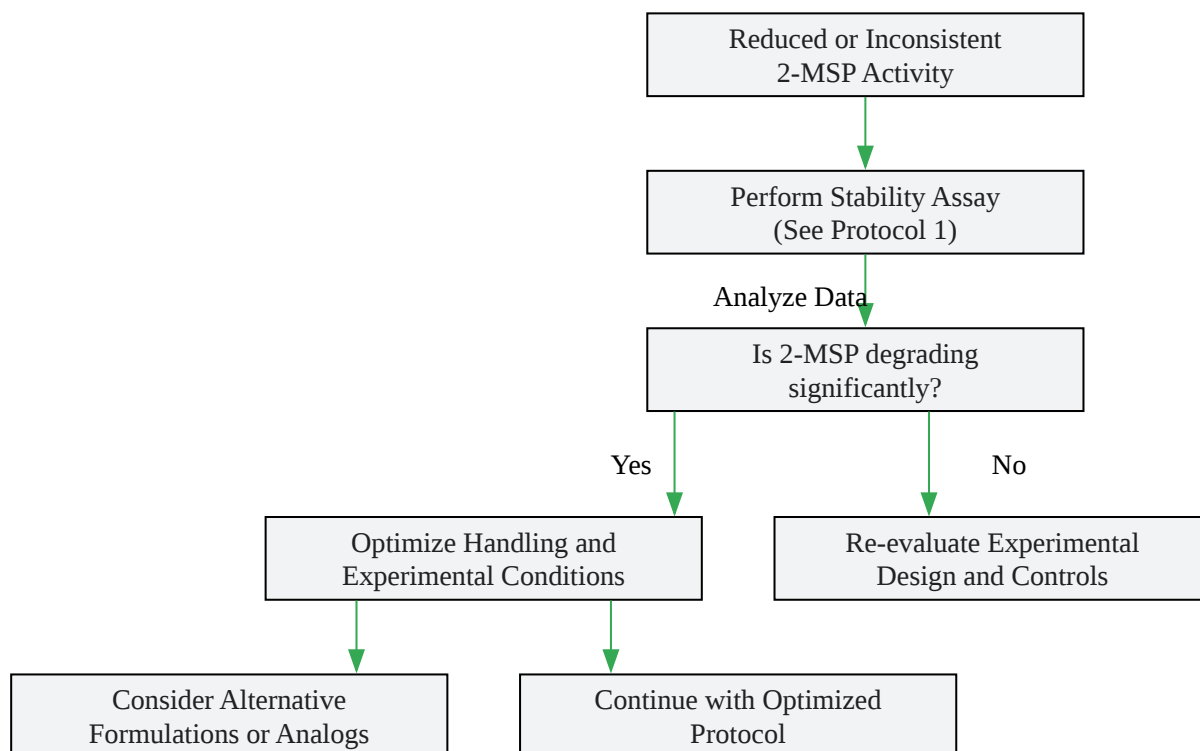 Reduced or Inconsistent
2-MSP Activity
Perform Stability Assay
(See Protocol 1)
Analyze Data
Is 2-MSP degrading
significantly?
Yes
No
Optimize Handling and
Experimental Conditions
Re-evaluate Experimental
Design and Controls
Consider Alternative
Formulations or Analogs
Continue with Optimized
Protocol